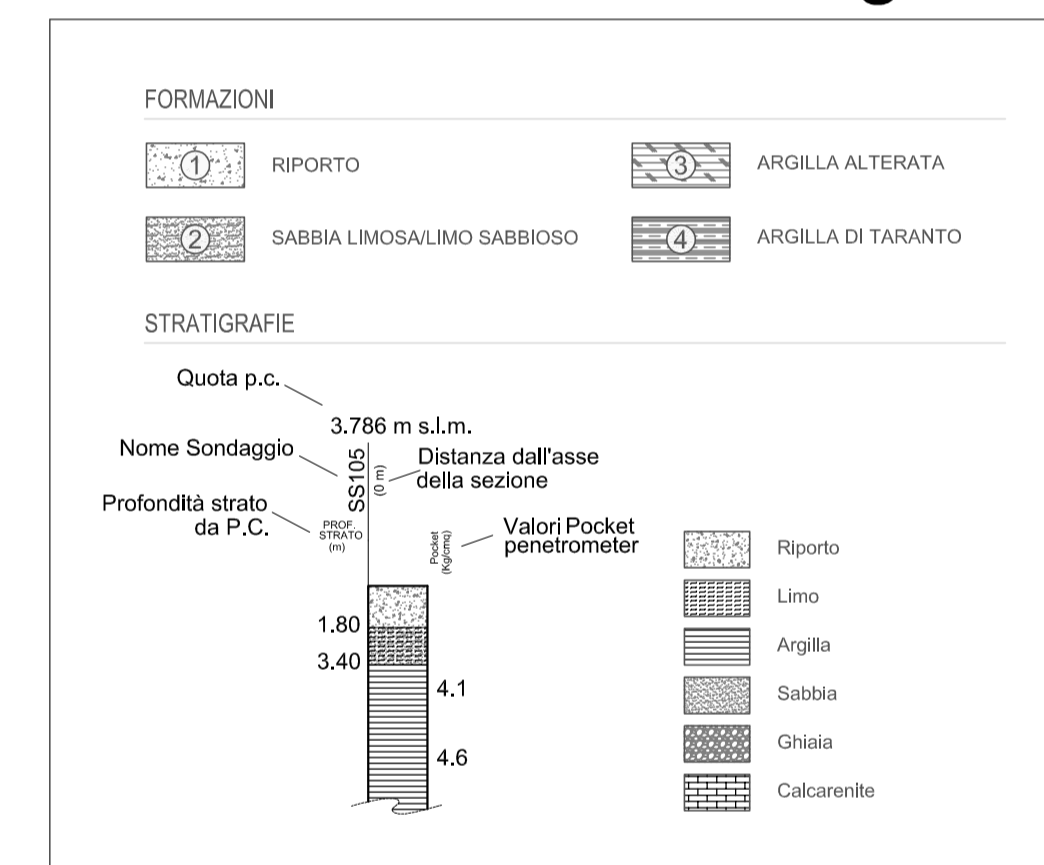 FORMAZIONI
1
RIPORTO
3
ARGILLA ALTERATA
2
SABBIA LIMOSA/LIMO SABBIOSO
4
ARGILLA DI TARANTO
STRATIGRAFIE
Quota p.c.
3.786 m s.l.m.
Nome Sondaggio
SS105
(0 m)
Distanza dall'asse
della sezione
Profondità strato
da P.C.
PROF.
STRATO
(m)
Pocket
(Kg/cmq)
Valori Pocket
penetrometer
1.80
3.40
4.1
4.6
Riporto
Limo
Argilla
Sabbia
Ghiaia
Calcarenite